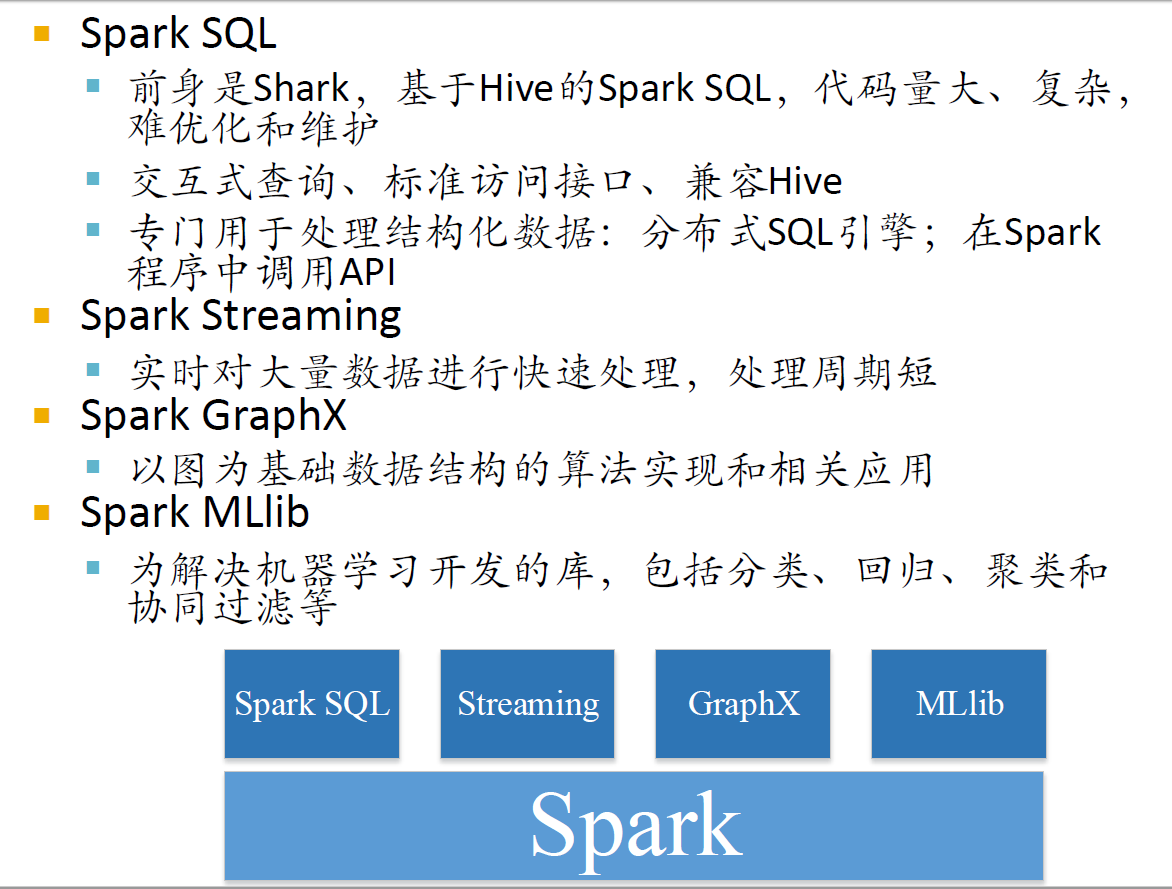 Spark SQL
前身是Shark，基于Hive的Spark SQL，代码量大、复杂，
难优化和维护
交互式查询、标准访问接口、兼容Hive
专门用于处理结构化数据：分布式SQL引擎；在Spark
程序中调用API
Spark Streaming
实时对大量数据进行快速处理，处理周期短
Spark GraphX
以图为基础数据结构的算法实现和相关应用
Spark MLlib
为解决机器学习开发的库，包括分类、回归、聚类和
协同过滤等
Spark SQL
Streaming
GraphX
MLlib
Spark